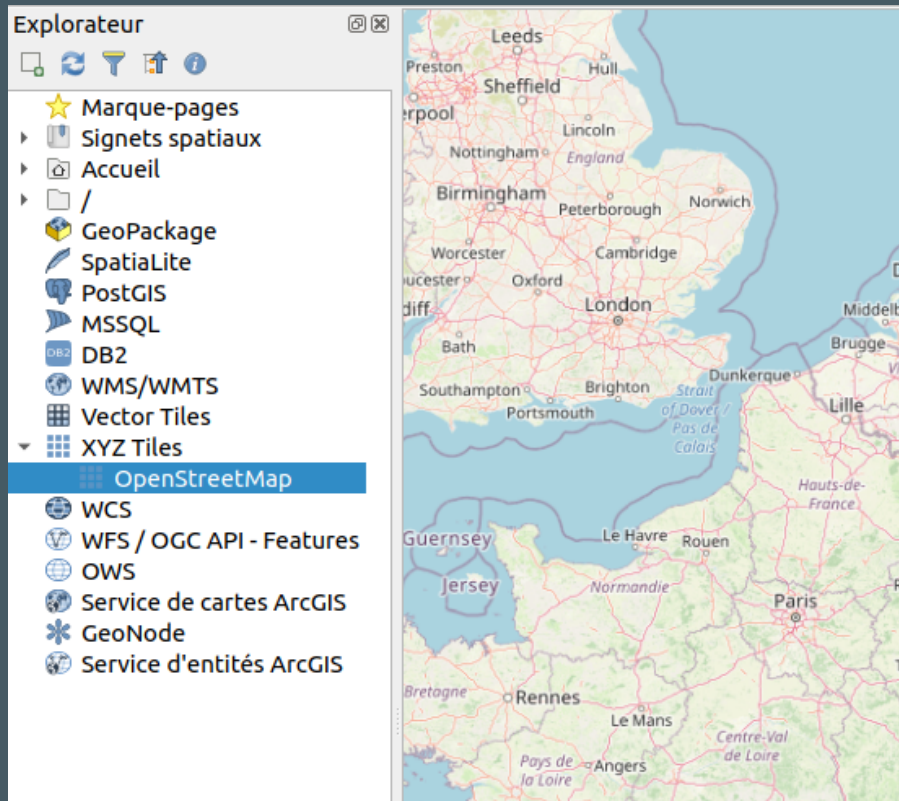 Explorateur
Marque-pages
Signets spatiaux
Accueil
/
GeoPackage
SpatiaLite
PostGIS
MSSQL
DB2 DB2
WMS/WMTS
Vector Tiles
XYZ Tiles
OpenStreetMap
WCS
WFS / OGC API - Features
OWS
Service de cartes ArcGIS
GeoNode
Service d'entités ArcGIS
Leeds
Preston
Hull
Sheffield
erpool
Lincoln
Nottingham
England
Birmingham
Peterborough
Norwich
Worcester
Cambridge
ucester
Oxford
diff
London
Middelb
Bath
Brugge
Dunkerque
Southampton
Brighton
Strait
of Dover /
Pas de
Calais
Portsmouth
Lille
Hauts-de-
France
Guernsey
Le Havre
Rouen
Jersey
Normandie
Paris
Bretagne
Rennes
Le Mans
Centre-Val
de Loire
Pays de
la Loire
Angers